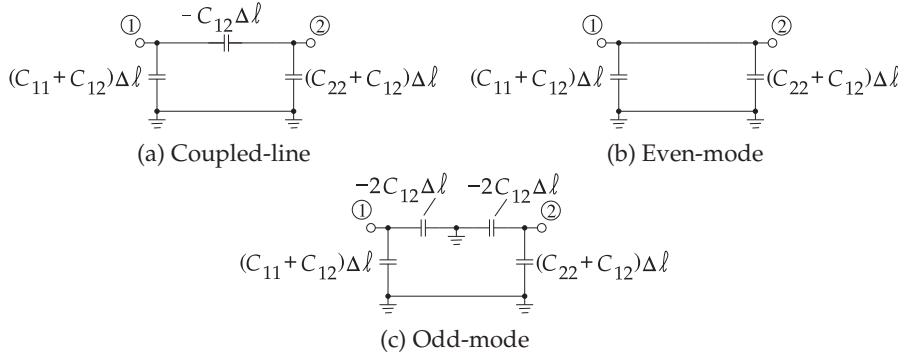 − C₁₂Δℓ
① ②
(C₁₁+C₁₂)Δℓ (C₂₂+C₁₂)Δℓ
(a) Coupled-line
① ②
(C₁₁+C₁₂)Δℓ (C₂₂+C₁₂)Δℓ
(b) Even-mode
−2C₁₂Δℓ −2C₁₂Δℓ
① ②
(C₁₁+C₁₂)Δℓ (C₂₂+C₁₂)Δℓ
(c) Odd-mode